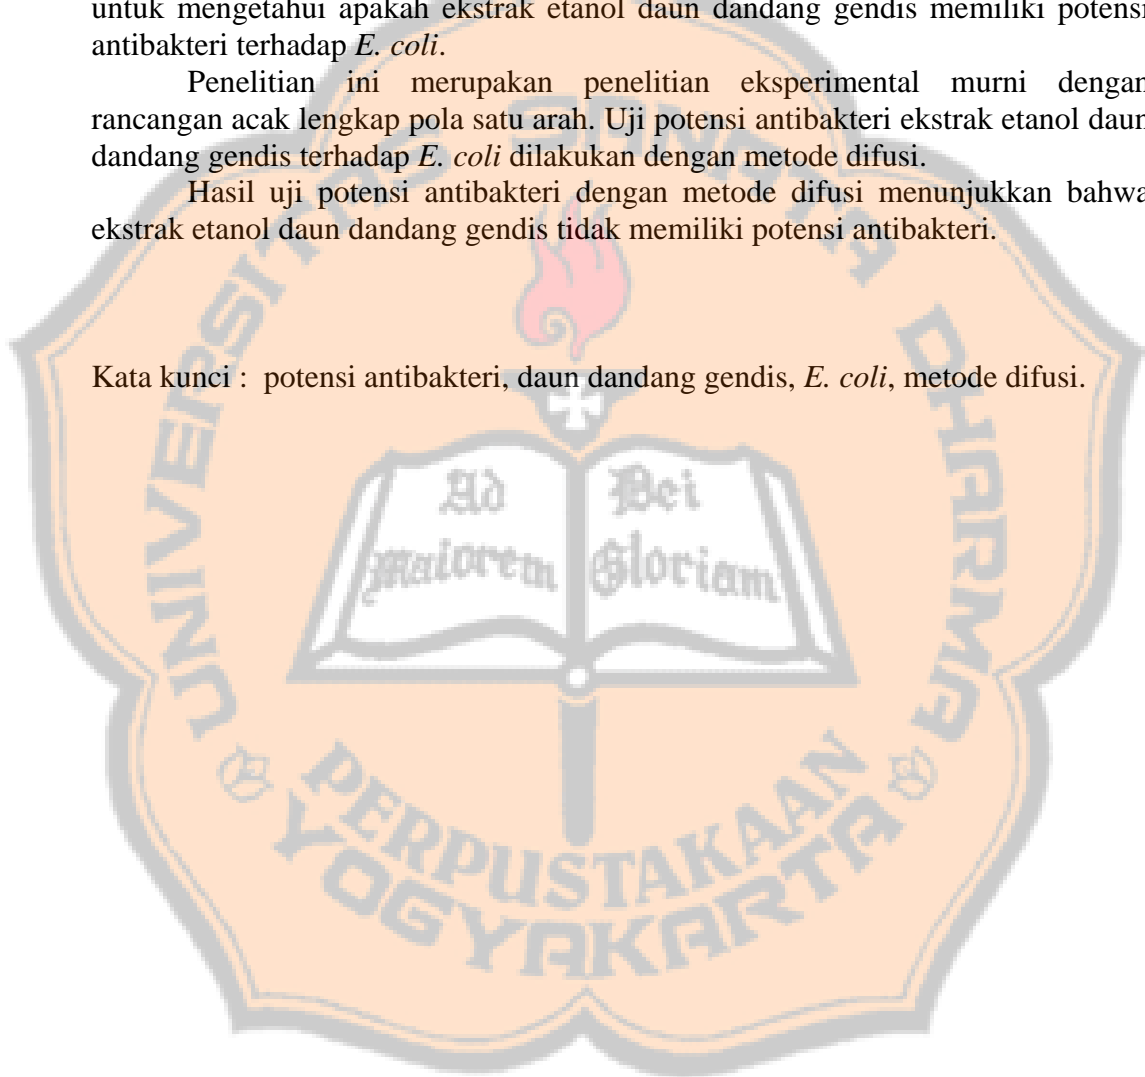 untuk mengetahui apakah ekstrak etanol daun dandang gendis memiliki potensi
antibakteri terhadap E. coli.
Penelitian ini merupakan penelitian eksperimental murni dengan
rancangan acak lengkap pola satu arah. Uji potensi antibakteri ekstrak etanol daun
dandang gendis terhadap E. coli dilakukan dengan metode difusi.
Hasil uji potensi antibakteri dengan metode difusi menunjukkan bahwa
ekstrak etanol daun dandang gendis tidak memiliki potensi antibakteri.
Kata kunci : potensi antibakteri, daun dandang gendis, E. coli, metode difusi.
UNIVERSITAS SANATA DHARMA
Ad Dei
maiorem Gloriam
PERPUSTAKAAN
YOGYAKARTA